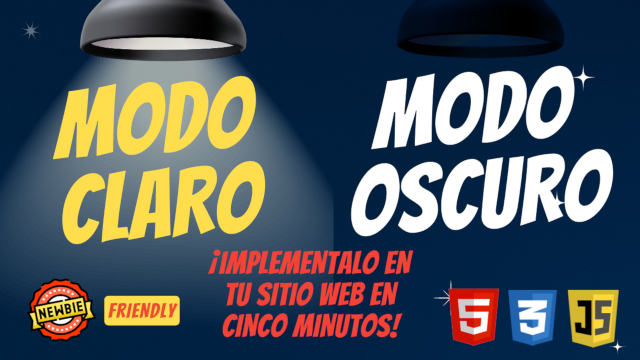 MODO
CLARO
MODO
OSCURO
¡IMPLEMENTALO EN
TU SITIO WEB EN
CINCO MINUTOS!
NEWBIE
FRIENDLY
5
3
JS